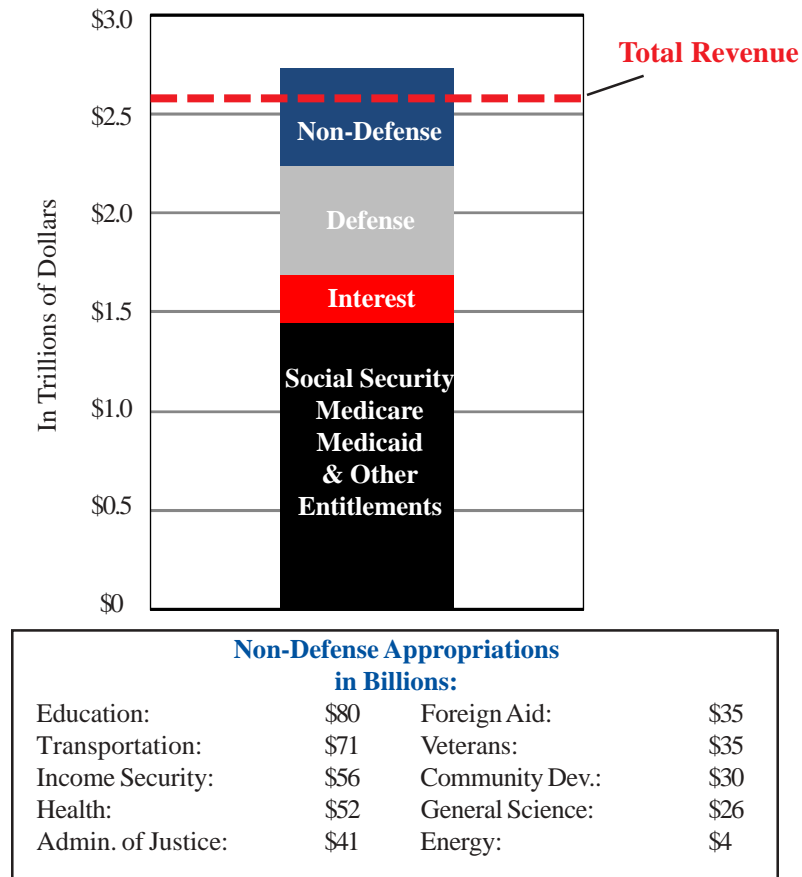 $3.0
Total Revenue
$2.5
Non-Defense
$2.0
Defense
In Trillions of Dollars
Interest
$1.5
Social Security
Medicare
Medicaid
& Other
Entitlements
$1.0
$0.5
$0
Non-Defense Appropriations
in Billions:
Education: $80 Foreign Aid: $35
Transportation: $71 Veterans: $35
Income Security: $56 Community Dev.: $30
Health: $52 General Science: $26
Admin. of Justice: $41 Energy: $4